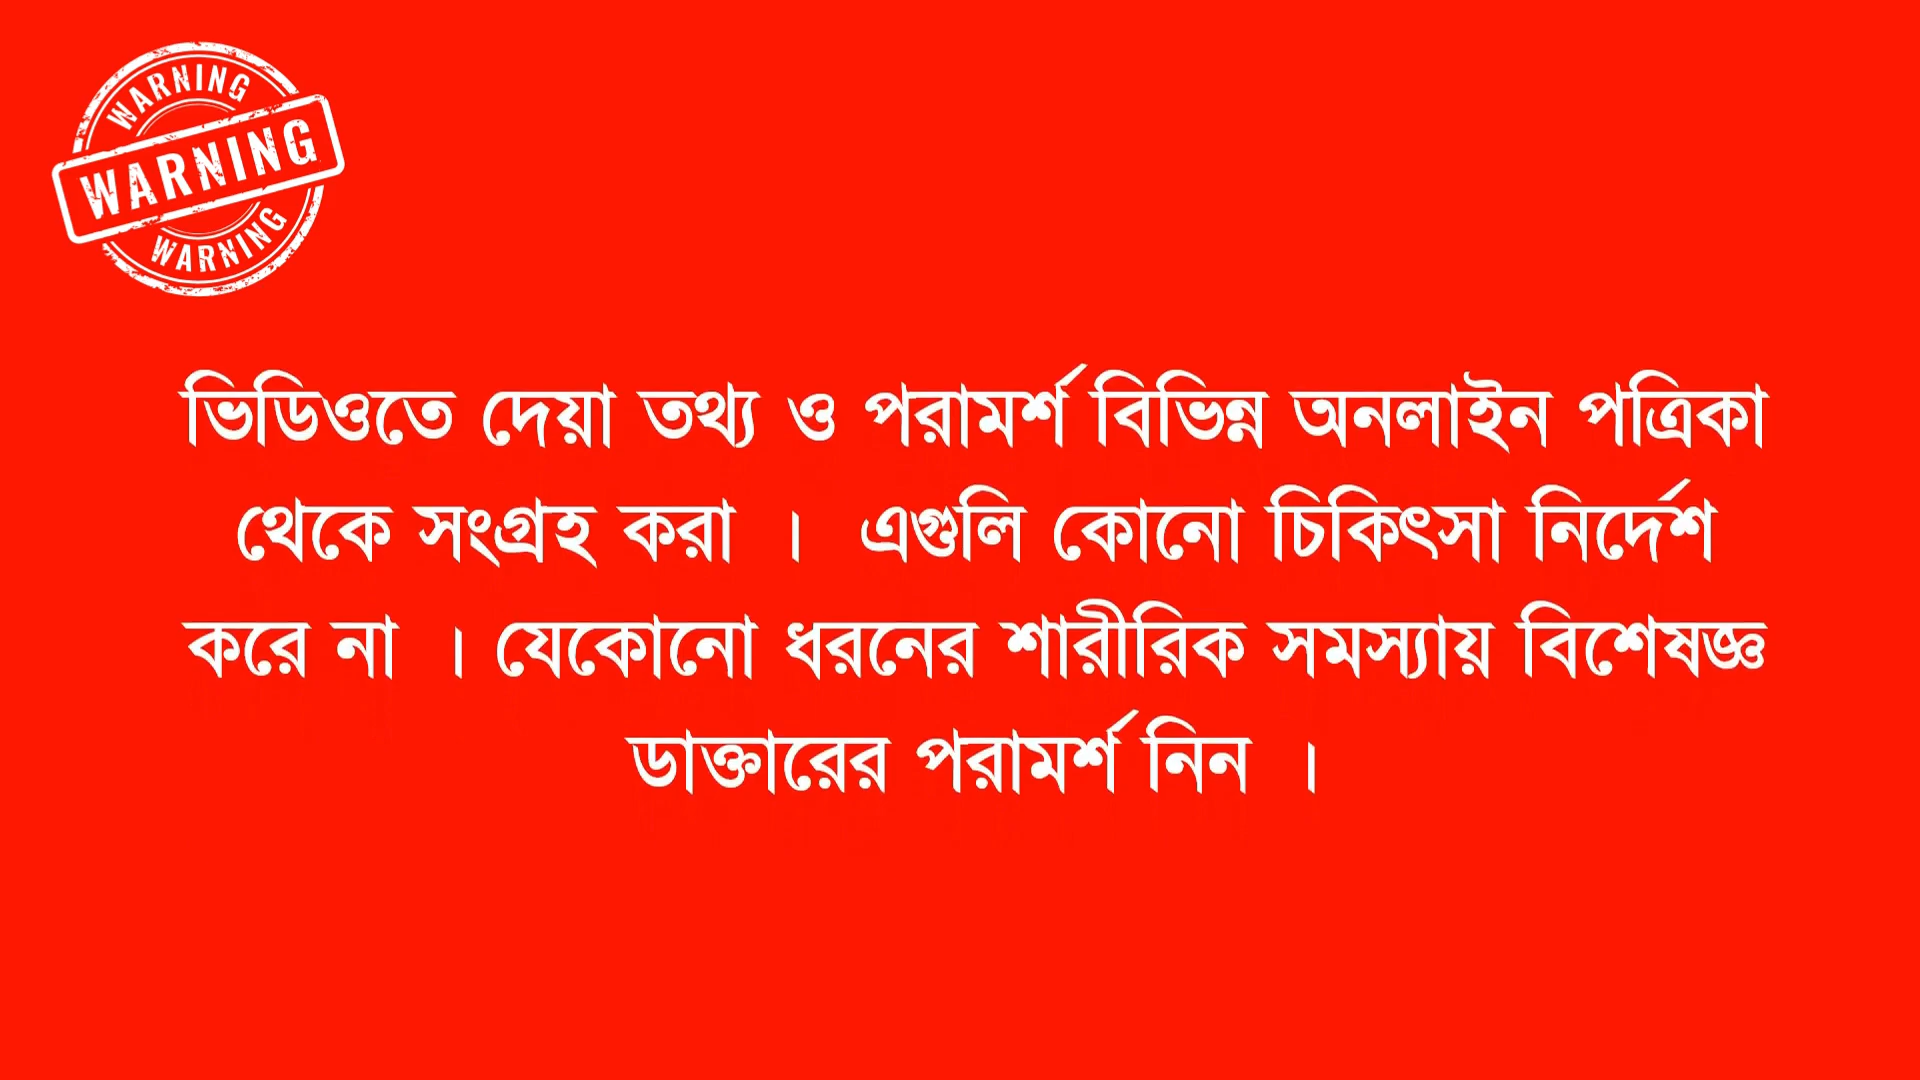 WARNING
WARNING
WARNING
ভিডিওতে দেয়া তথ্য ও পরামর্শ বিভিন্ন অনলাইন পত্রিকা
থেকে সংগ্রহ করা । এগুলি কোনো চিকিৎসা নির্দেশ
করে না । যেকোনো ধরনের শারীরিক সমস্যায় বিশেষজ্ঞ
ডাক্তারের পরামর্শ নিন ।